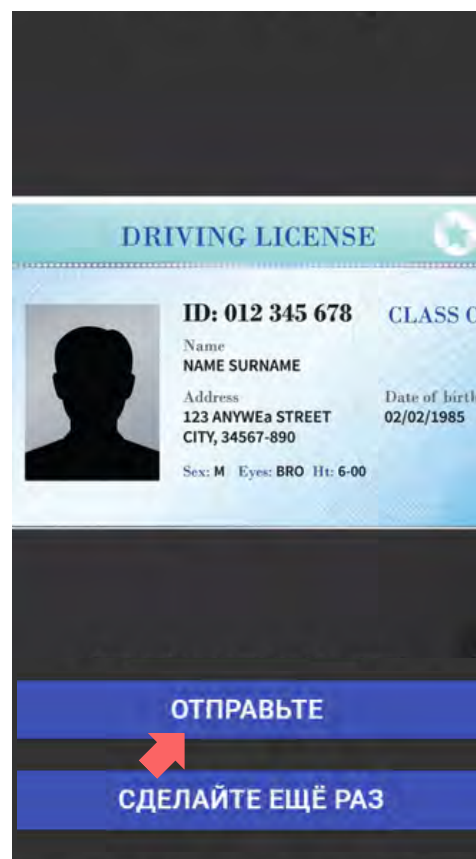 DRIVING LICENSE
ID: 012 345 678 CLASS C
Name
NAME SURNAME
Address Date of birth
123 ANYWEa STREET 02/02/1985
CITY, 34567-890
Sex: M Eyes: BRO Ht: 6-00
ОТПРАВЬТЕ
СДЕЛАЙТЕ ЕЩЁ РАЗ